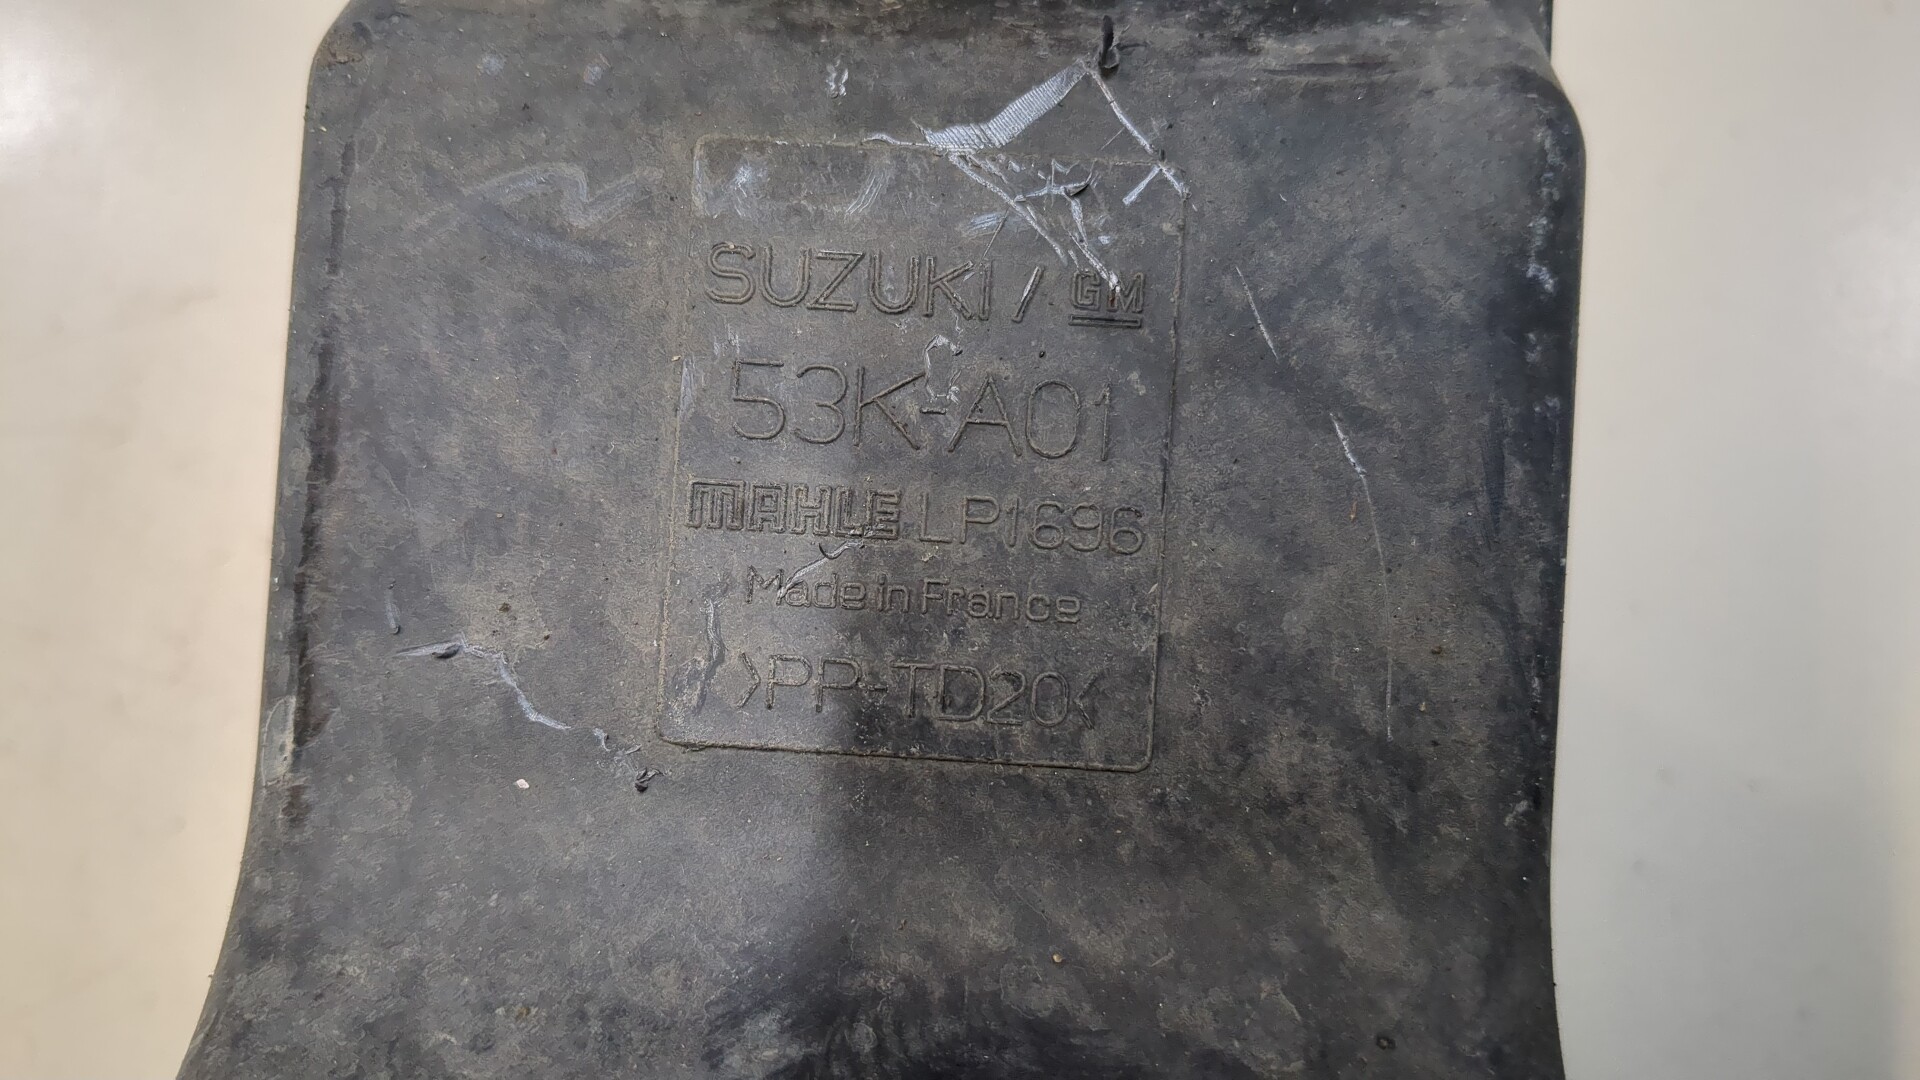 SUZUKI / GM
53K-A01
MAHLE LP1696
Made in France
>PP-TD20<